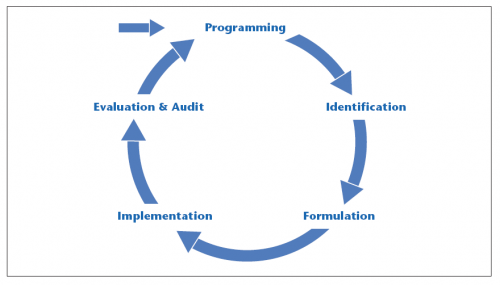 Programming
Identification
Formulation
Implementation
Evaluation & Audit